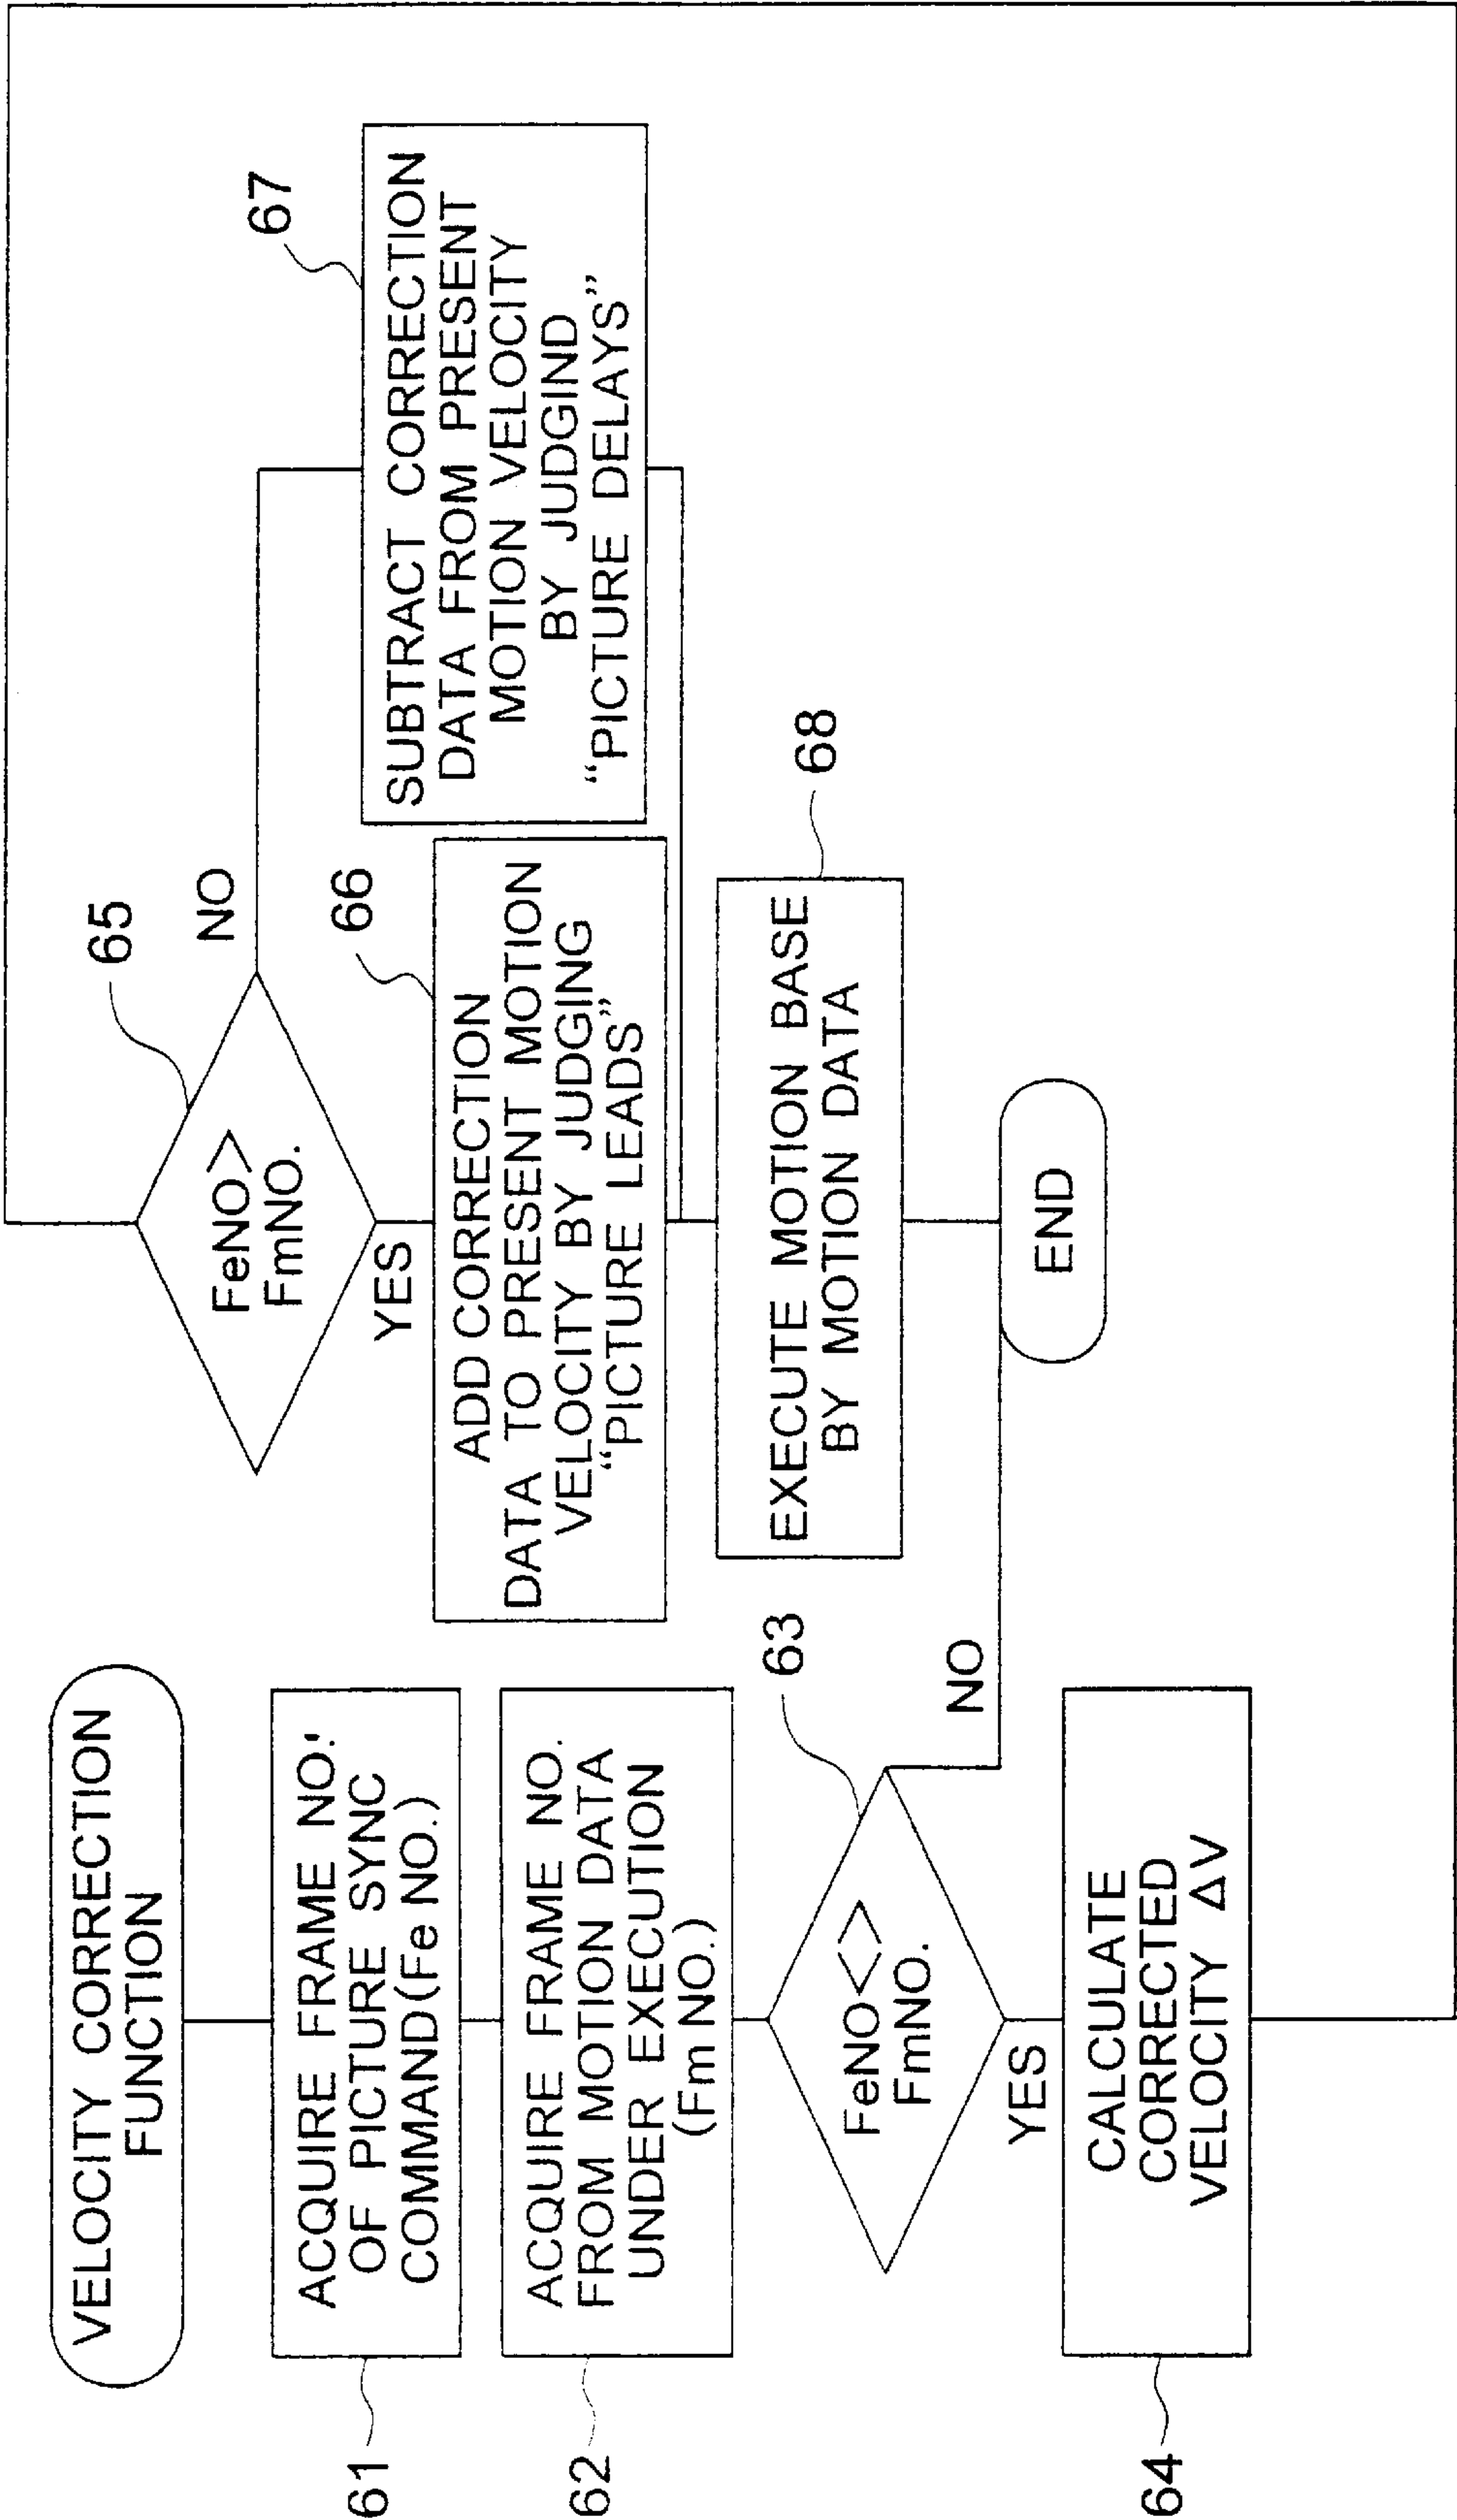 VELOCITY CORRECTION
FUNCTION
61
ACQUIRE FRAME NO.
OF PICTURE SYNC
COMMAND(Fe NO.)
62
ACQUIRE FRAME NO.
FROM MOTION DATA
UNDER EXECUTION
(Fm NO.)
63
FeNO<>
FmNO.
NO
YES
64
CALCULATE
CORRECTED
VELOCITY ΔV
65
FeNO>
FmNO.
NO
YES
66
ADD CORRECTION
DATA TO PRESENT MOTION
VELOCITY BY JUDGING
“PICTURE LEADS”
67
SUBTRACT CORRECTION
DATA FROM PRESENT
MOTION VELOCITY
BY JUDGIND
“PICTURE DELAYS”
68
EXECUTE MOTION BASE
BY MOTION DATA
END